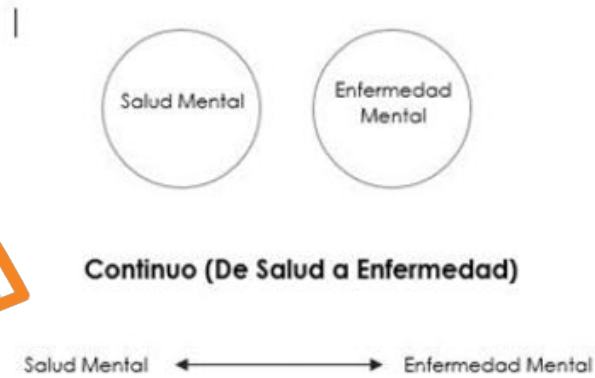 Salud Mental
Enfermedad
Mental
Continuo (De Salud a Enfermedad)
Salud Mental
Enfermedad Mental